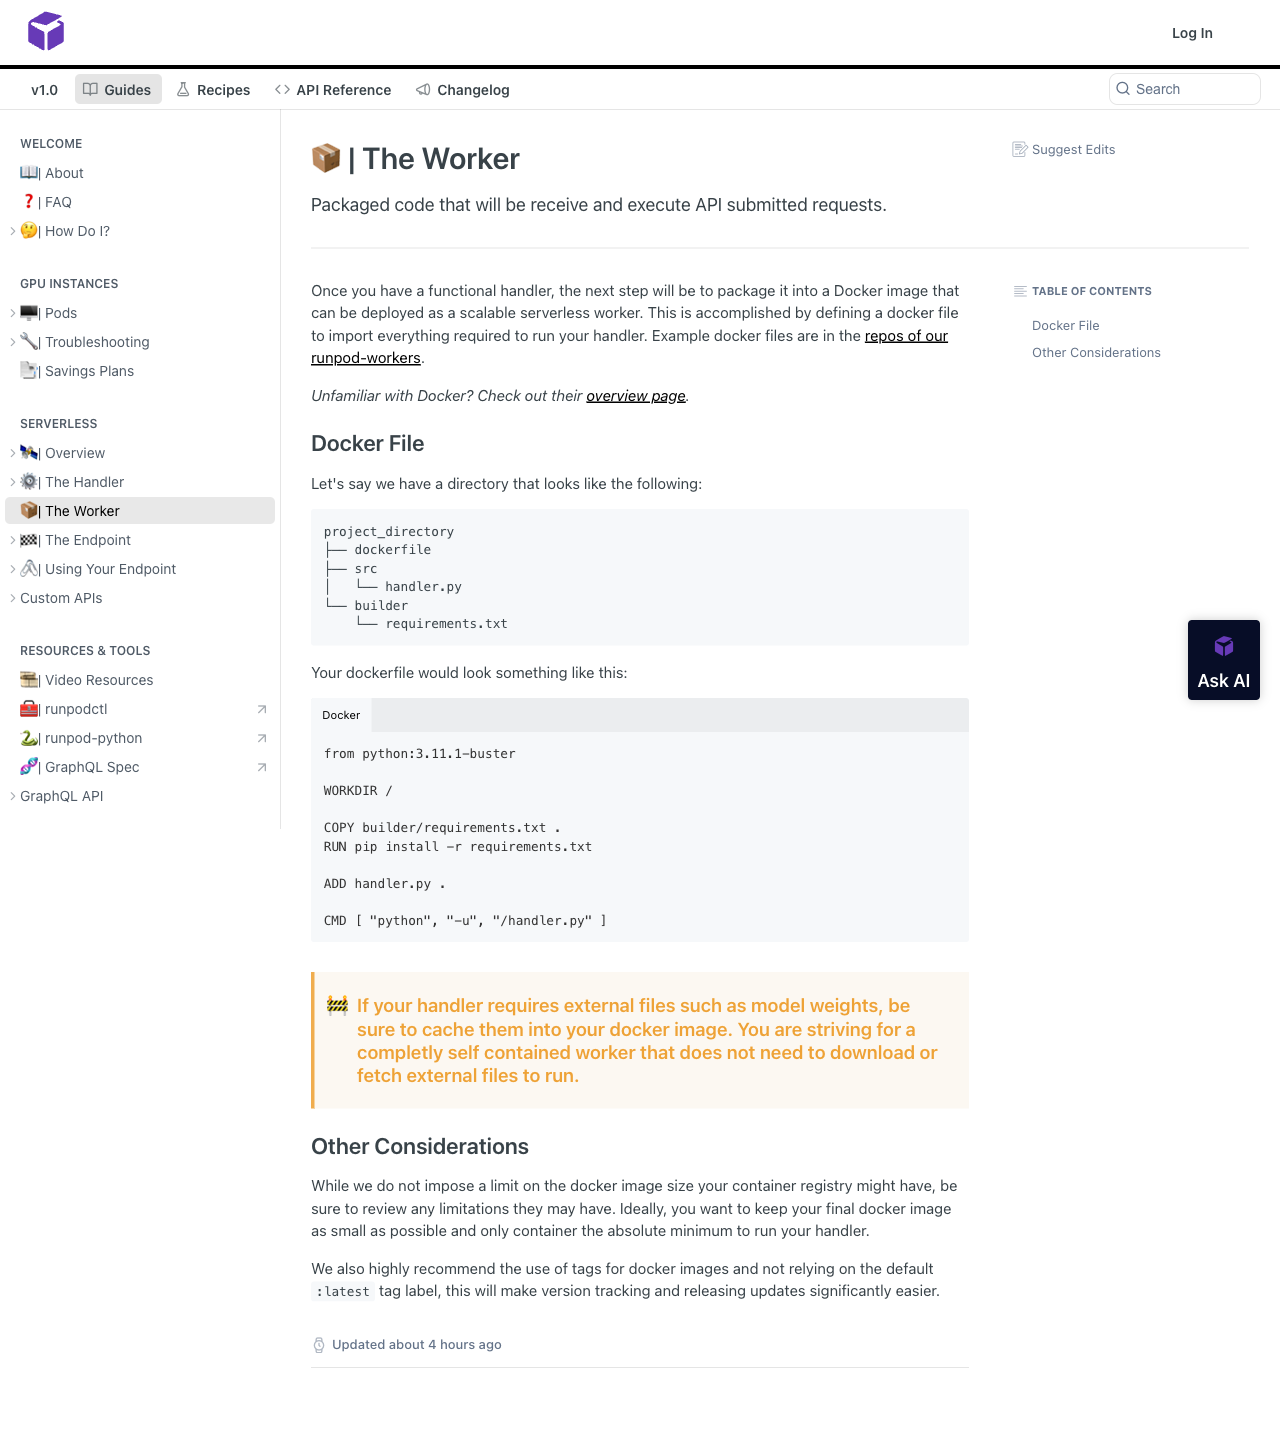 Log In
v1.0
Guides
Recipes
API Reference
Changelog
Search
WELCOME
📖| About
❓| FAQ
🤔| How Do I?
GPU INSTANCES
🖥️| Pods
🔧| Troubleshooting
📑| Savings Plans
SERVERLESS
🛰️| Overview
⚙️| The Handler
📦| The Worker
🏁| The Endpoint
🖇️| Using Your Endpoint
Custom APIs
RESOURCES & TOOLS
🎞️| Video Resources
🧰| runpodctl
🐍| runpod-python
🧬| GraphQL Spec
GraphQL API
📦 | The Worker
Packaged code that will be receive and execute API submitted requests.
Suggest Edits
Once you have a functional handler, the next step will be to package it into a Docker image that
can be deployed as a scalable serverless worker. This is accomplished by defining a docker file
to import everything required to run your handler. Example docker files are in the repos of our
runpod-workers.
Unfamiliar with Docker? Check out their overview page.
Docker File
Let's say we have a directory that looks like the following:
project_directory
├── dockerfile
├── src
│   └── handler.py
└── builder
    └── requirements.txt
Your dockerfile would look something like this:
Docker
from python:3.11.1-buster
WORKDIR /
COPY builder/requirements.txt .
RUN pip install -r requirements.txt
ADD handler.py .
CMD [ "python", "-u", "/handler.py" ]
🚧 If your handler requires external files such as model weights, be
sure to cache them into your docker image. You are striving for a
completly self contained worker that does not need to download or
fetch external files to run.
Other Considerations
While we do not impose a limit on the docker image size your container registry might have, be
sure to review any limitations they may have. Ideally, you want to keep your final docker image
as small as possible and only container the absolute minimum to run your handler.
We also highly recommend the use of tags for docker images and not relying on the default
:latest tag label, this will make version tracking and releasing updates significantly easier.
Updated about 4 hours ago
TABLE OF CONTENTS
Docker File
Other Considerations
Ask AI